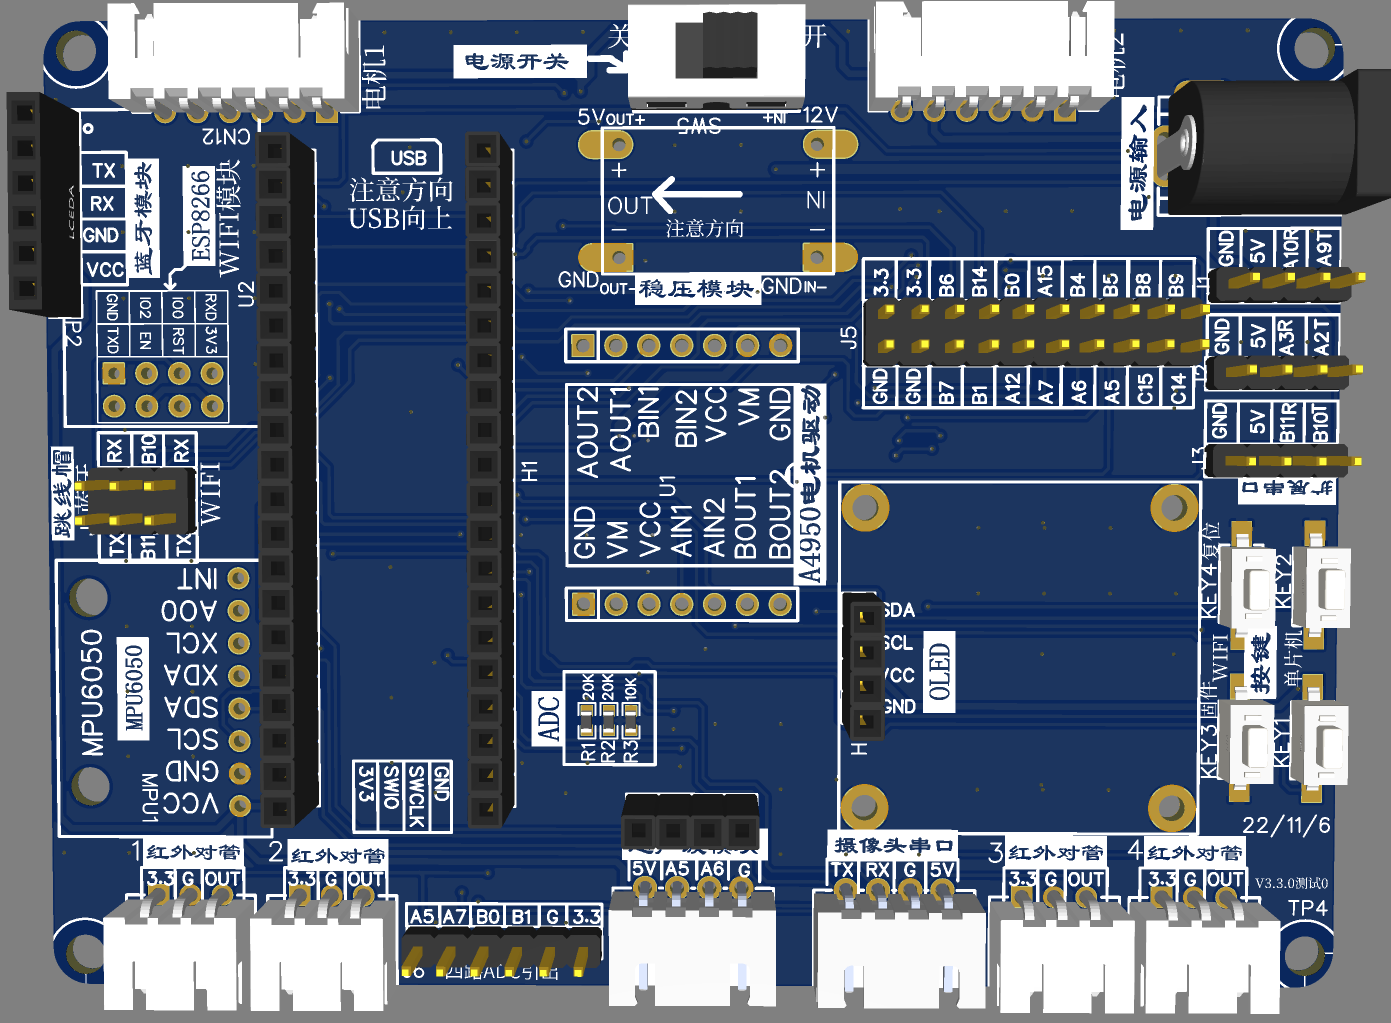 关
开
电源开关
电机1
CN12
5VOUT+
SW5
IN+
12V
电源输入
TX
RX
GND
VCC
LCEDA
蓝牙模块
ESP8266
WIFI模块
U2
USB
注意方向
USB向上
+
+
OUT
IN
注意方向
-
-
GNDOUT-
稳压模块
GNDIN-
GND
5V
A10R
A9T
J1
GND IO2 IO0 RXD
TXD EN RST 3V3
J5
3.3 3.3 B6 B14 B0 A15 B4 B5 B8 B9
GND GND B7 B1 A12 A7 A6 A5 C15 C14
GND
5V
A3R
A2T
GND
5V
B11R
B10T
J3
扩展串口
跳线帽
RX B10 RX
WIFI
TX B11 TX
H1
AOUT2
AOUT1
BIN1
BIN2
VCC
VM
GND
U1
GND
VM
VCC
AIN1
AIN2
BOUT1
BOUT2
A4950电机驱动
INT
AO0
XCL
XDA
SDA
SCL
GND
VCC
MPU6050
MPU6050
MPU1
SDA
SCL
VCC
GND
OLED
KEY4复位
KEY2
WIFI
按键
单片机
KEY3固件
KEY1
ADC
20K
20K
10K
R1
R2
R3
3V3
SWIO
SWCLK
GND
22/11/6
1 红外对管
3.3 G OUT
2 红外对管
3.3 G OUT
5V A5 A6 G
摄像头串口
TX RX G 5V
3 红外对管
3.3 G OUT
4 红外对管
3.3 G OUT
V3.3.0测试0
TP4
A5 A7 B0 B1 G 3.3
四路ADC引出